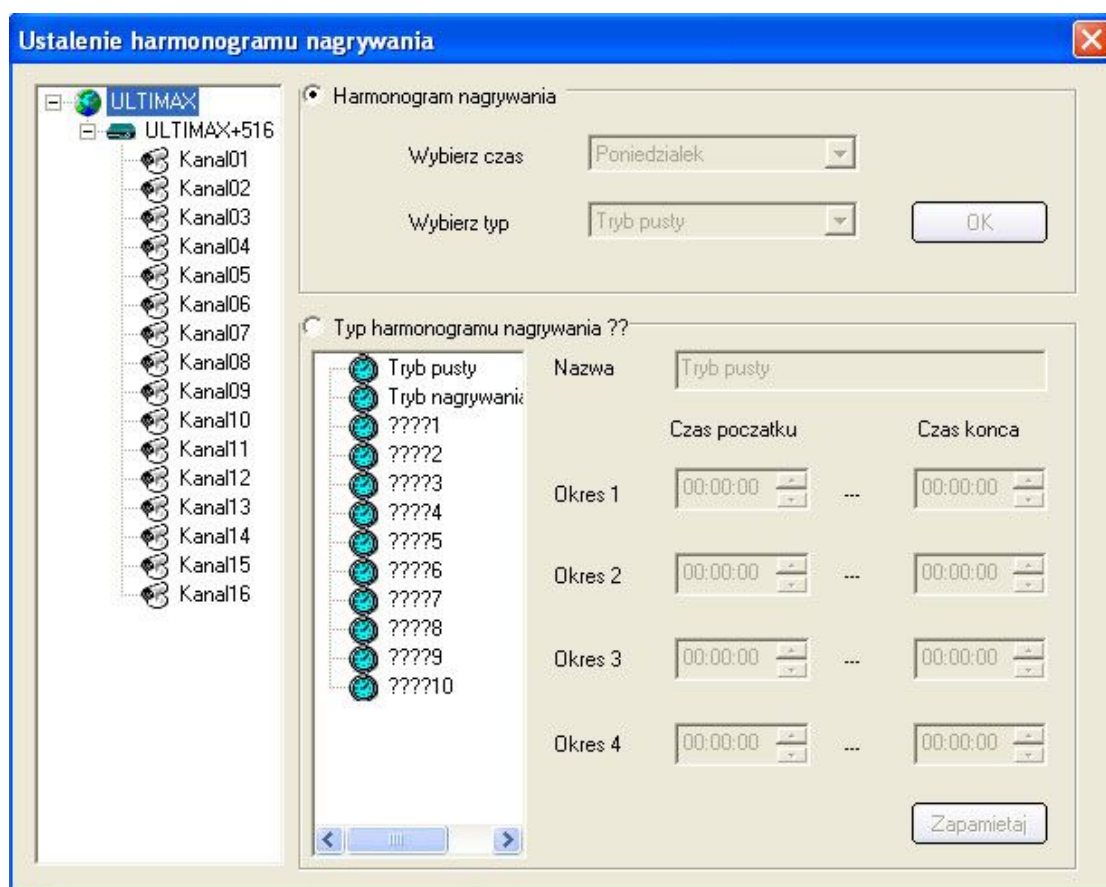 Ustalenie harmonogramu nagrywania
ULTIMAX
ULTIMAX+516
Kanal01
Kanal02
Kanal03
Kanal04
Kanal05
Kanal06
Kanal07
Kanal08
Kanal09
Kanal10
Kanal11
Kanal12
Kanal13
Kanal14
Kanal15
Kanal16
Harmonogram nagrywania
Wybierz czas Poniedzialek
Wybierz typ Tryb pusty OK
Typ harmonogramu nagrywania ??
Tryb pusty
Tryb nagrywania
????1
????2
????3
????4
????5
????6
????7
????8
????9
????10
Nazwa Tryb pusty
Czas poczatku Czas konca
Okres 1 00:00:00 --- 00:00:00
Okres 2 00:00:00 --- 00:00:00
Okres 3 00:00:00 --- 00:00:00
Okres 4 00:00:00 --- 00:00:00
Zapamietaj